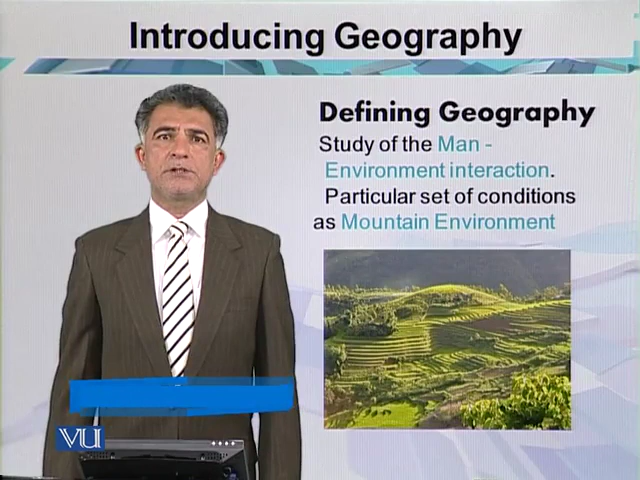 Introducing Geography
Defining Geography
Study of the Man -
Environment interaction.
Particular set of conditions
as Mountain Environment
VU